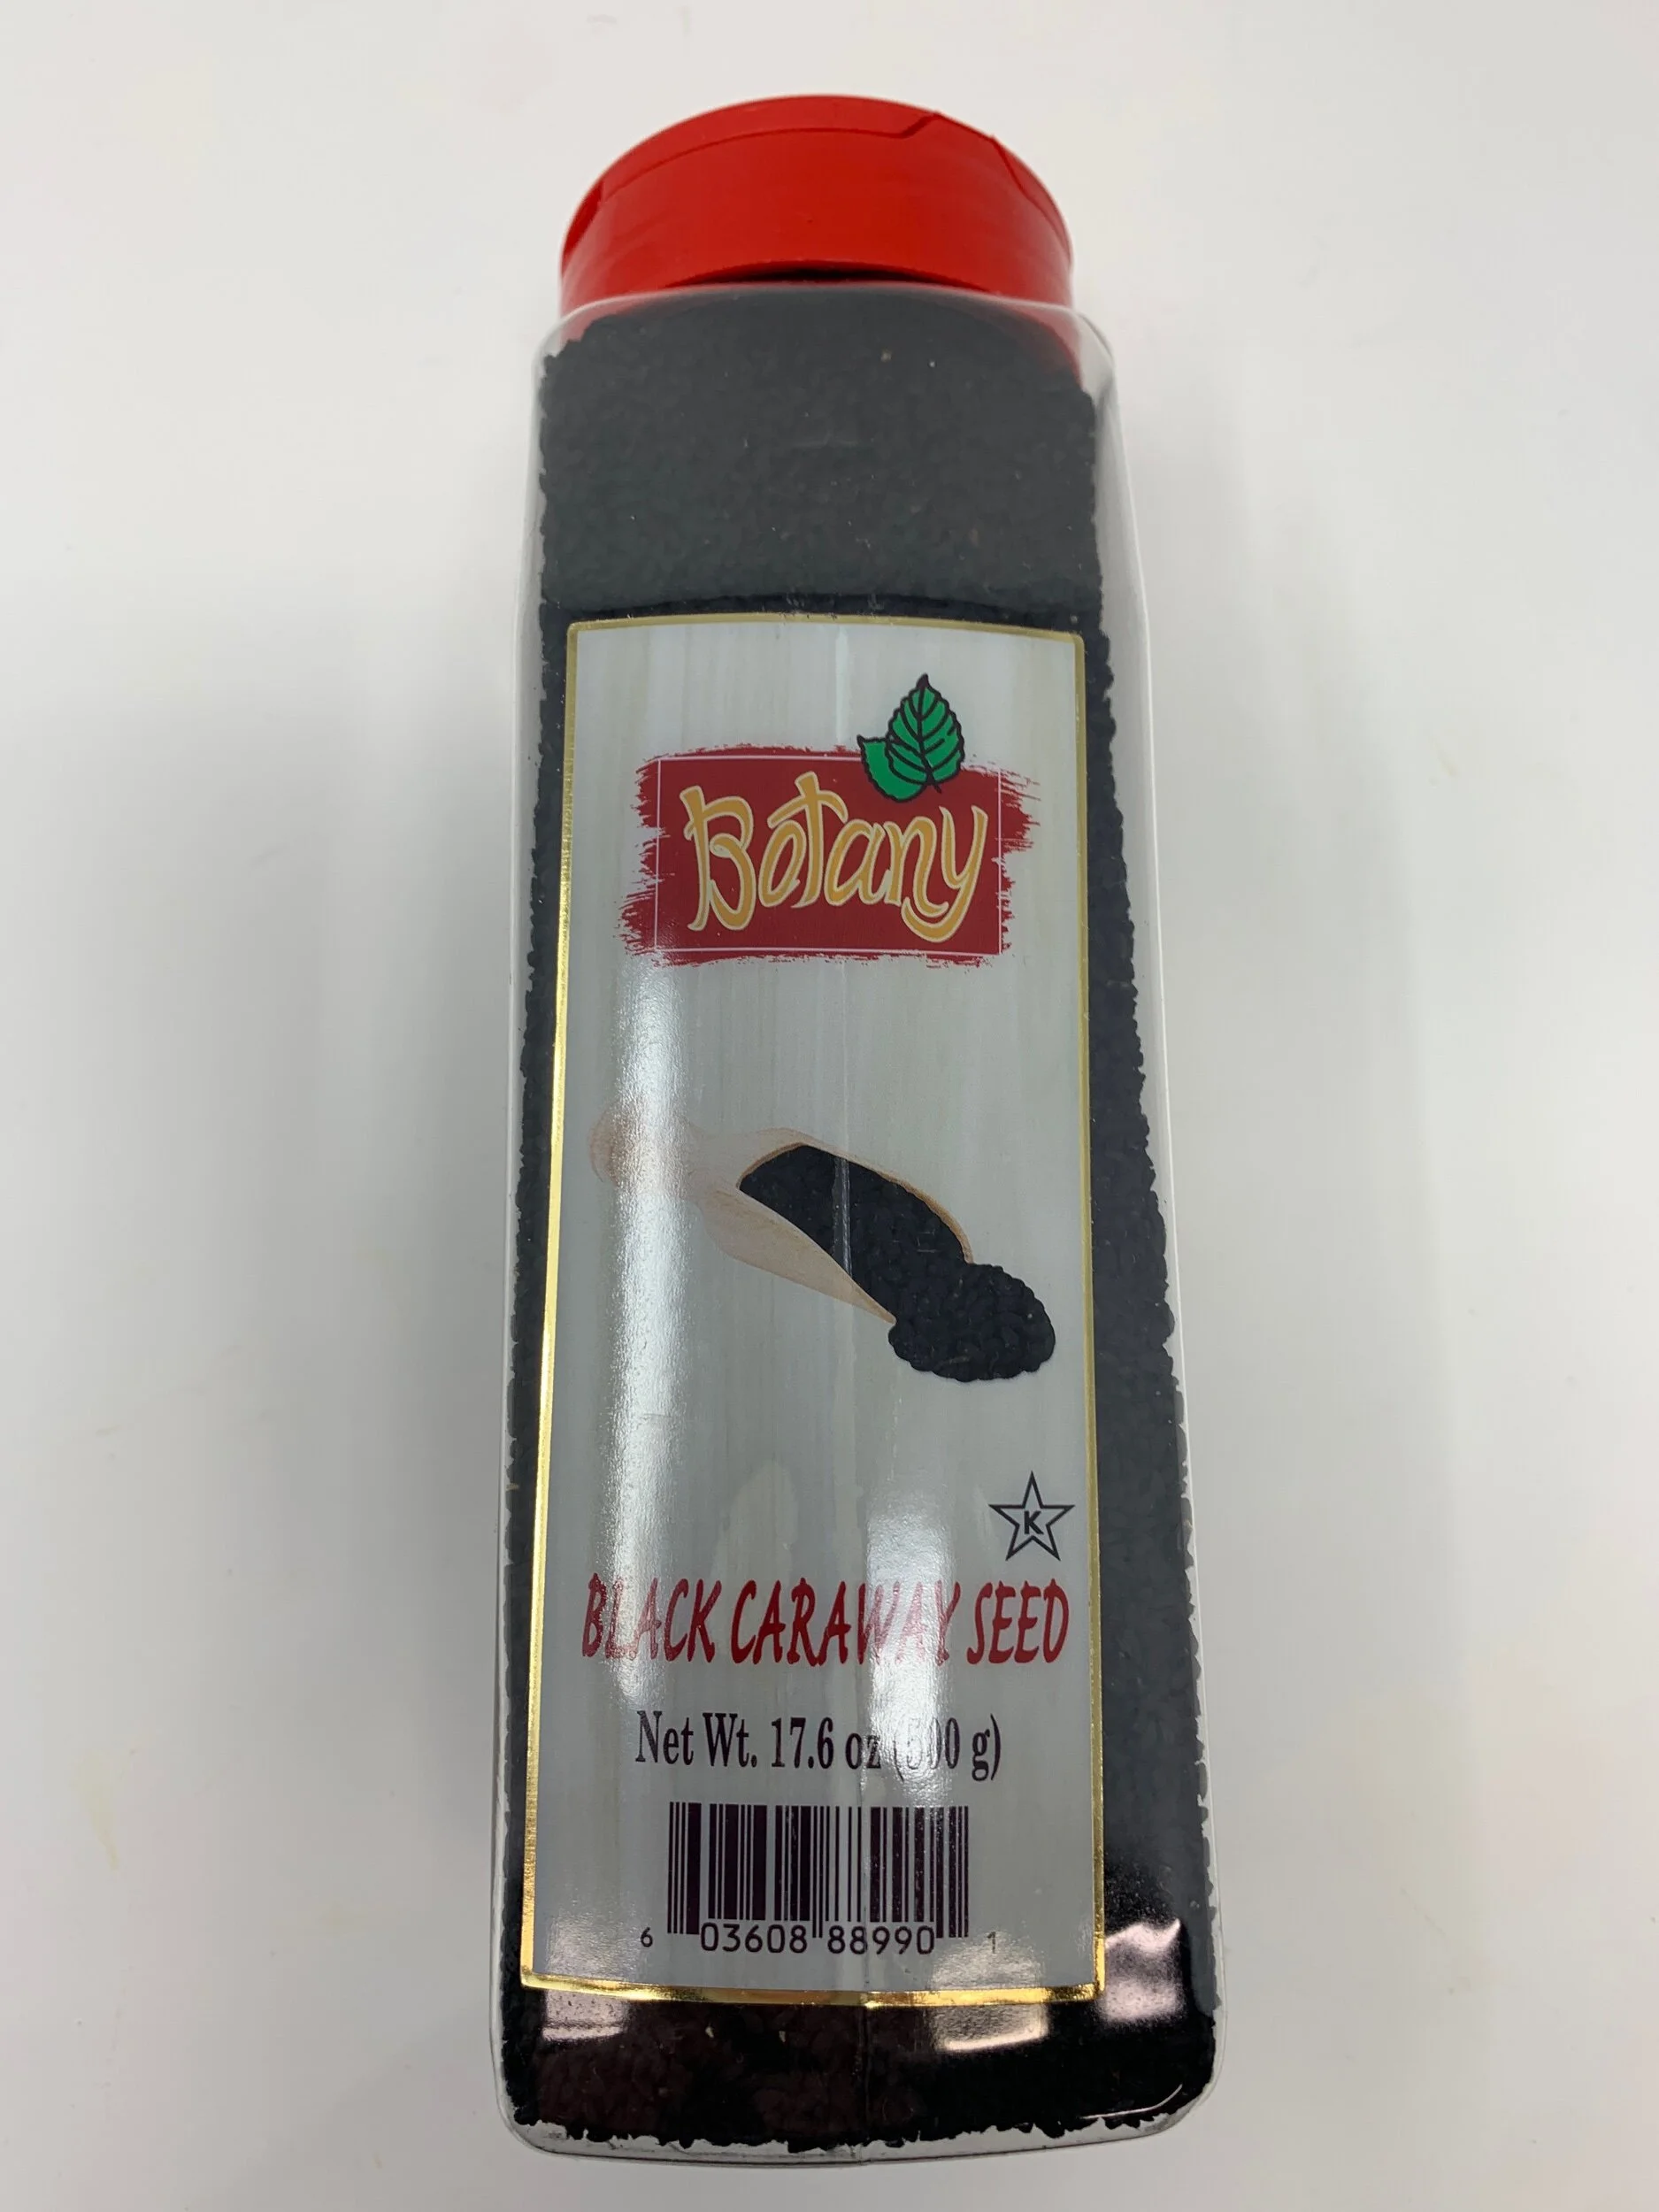 Botany
K
BLACK CARAWAY SEED
Net Wt. 17.6 oz (500 g)
6 03608 88990 1